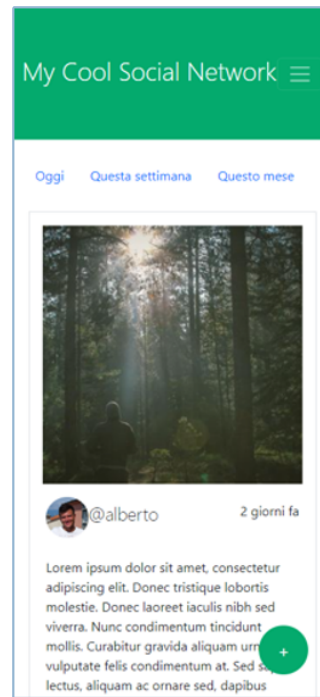 My Cool Social Network
Oggi Questa settimana Questo mese
@alberto 2 giorni fa
Lorem ipsum dolor sit amet, consectetur
adipiscing elit. Donec tristique lobortis
molestie. Donec laoreet iaculis nibh sed
viverra. Nunc condimentum tincidunt
mollis. Curabitur gravida aliquam
vulputate felis condimentum at. Sed
lectus, aliquam ac ornare sed, dapibus
+